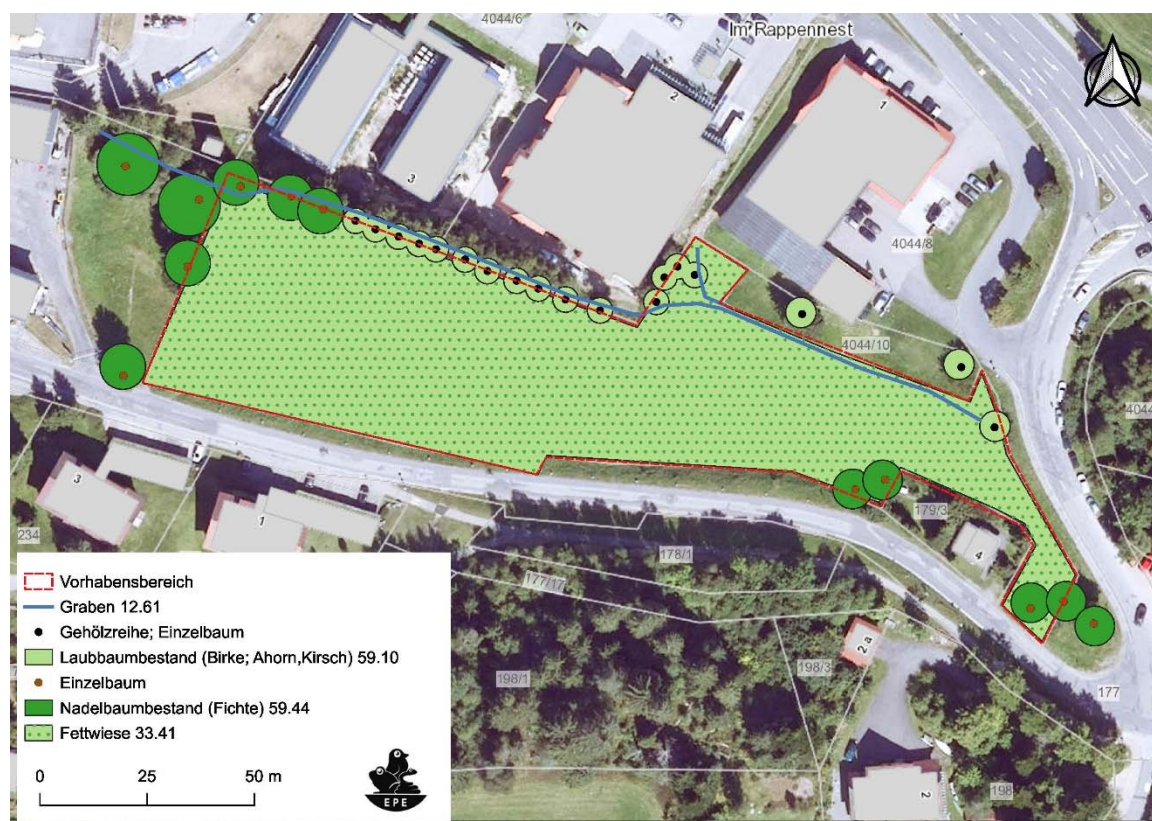 4044/6
Im Rappennest
2
1
3
4044/8
4044/10
4044
3
1
234
179/3
4
178/1
177/17
2 a
198/1
198/3
177
2
198
Vorhabensbereich
Graben 12.61
Gehölzreihe; Einzelbaum
Laubbaumbestand (Birke; Ahorn,Kirsch) 59.10
Einzelbaum
Nadelbaumbestand (Fichte) 59.44
Fettwiese 33.41
0 25 50 m
EPE